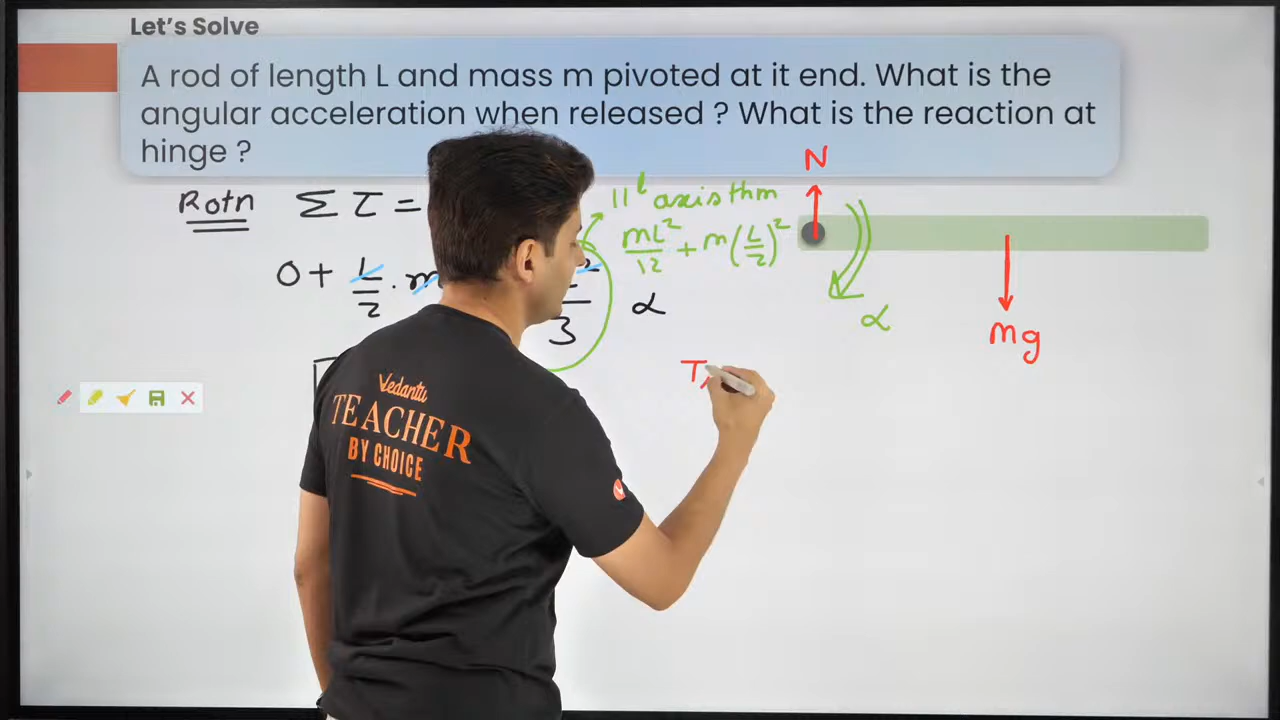 Let's Solve
A rod of length L and mass m pivoted at it end. What is the
angular acceleration when released ? What is the reaction at
hinge ?
N
Rotn Σ τ =
11l axis thm
mL²/12 + m(L/2)²
0 + L/2 . m
3 α
α
mg
T
Vedantu
TEACHER
BY CHOICE